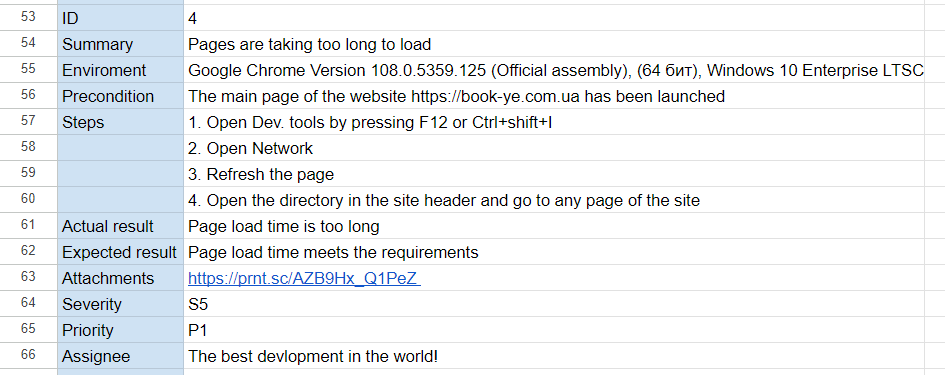 53 ID 4
54 Summary Pages are taking too long to load
55 Enviroment Google Chrome Version 108.0.5359.125 (Official assembly), (64 бит), Windows 10 Enterprise LTSC
56 Precondition The main page of the website https://book-ye.com.ua has been launched
57 Steps 1. Open Dev. tools by pressing F12 or Ctrl+shift+I
58 2. Open Network
59 3. Refresh the page
60 4. Open the directory in the site header and go to any page of the site
61 Actual result Page load time is too long
62 Expected result Page load time meets the requirements
63 Attachments https://prnt.sc/AZB9Hx_Q1PeZ
64 Severity S5
65 Priority P1
66 Assignee The best devlopment in the world!